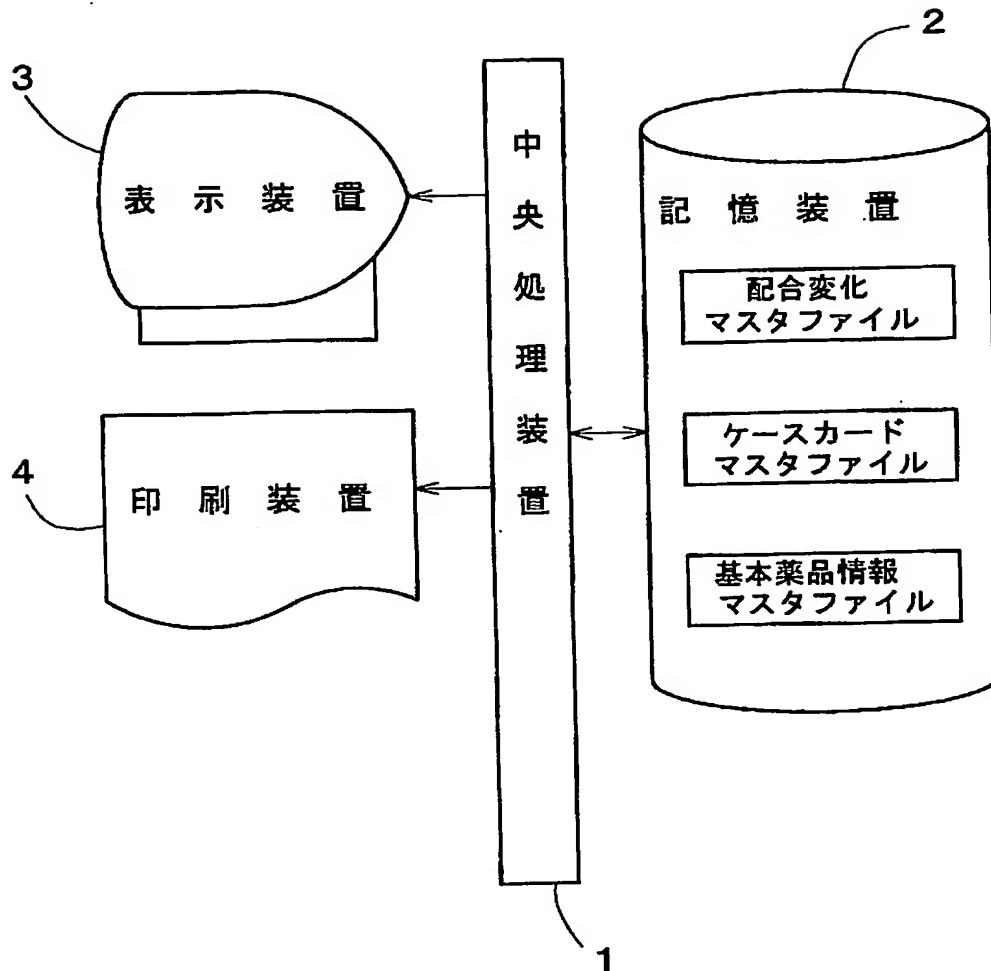 2
3
中央処理装置
表示装置
記憶装置
配合変化
マスタファイル
ケースカード
マスタファイル
4
印刷装置
基本薬品情報
マスタファイル
1